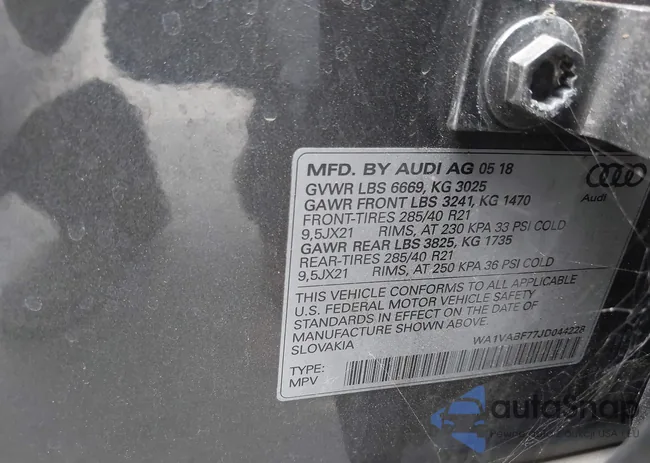 MFD. BY AUDI AG 05 18
GVWR LBS 6669, KG 3025
GAWR FRONT LBS 3241, KG 1470
FRONT-TIRES 285/40 R21
9,5JX21 RIMS, AT 230 KPA 33 PSI COLD
GAWR REAR LBS 3825, KG 1735
REAR-TIRES 285/40 R21
9,5JX21 RIMS, AT 250 KPA 36 PSI COLD
THIS VEHICLE CONFORMS TO ALL APPLICABLE
U.S. FEDERAL MOTOR VEHICLE SAFETY
STANDARDS IN EFFECT ON THE DATE OF
MANUFACTURE SHOWN ABOVE.
SLOVAKIA
WA1VABF77JD044228
TYPE:
MPV
Audi
autoSnap